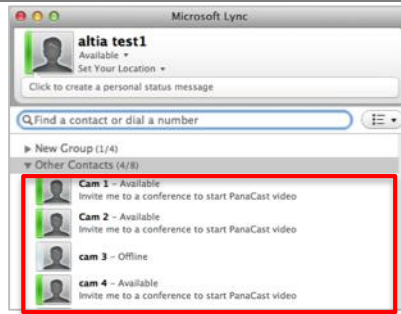 Microsoft Lync
altia test1
Available
Set Your Location
Click to create a personal status message
Find a contact or dial a number
New Group (1/4)
Other Contacts (4/8)
Cam 1 – Available
Invite me to a conference to start PanaCast video
Cam 2 – Available
Invite me to a conference to start PanaCast video
cam 3 – Offline
cam 4 – Available
Invite me to a conference to start PanaCast video